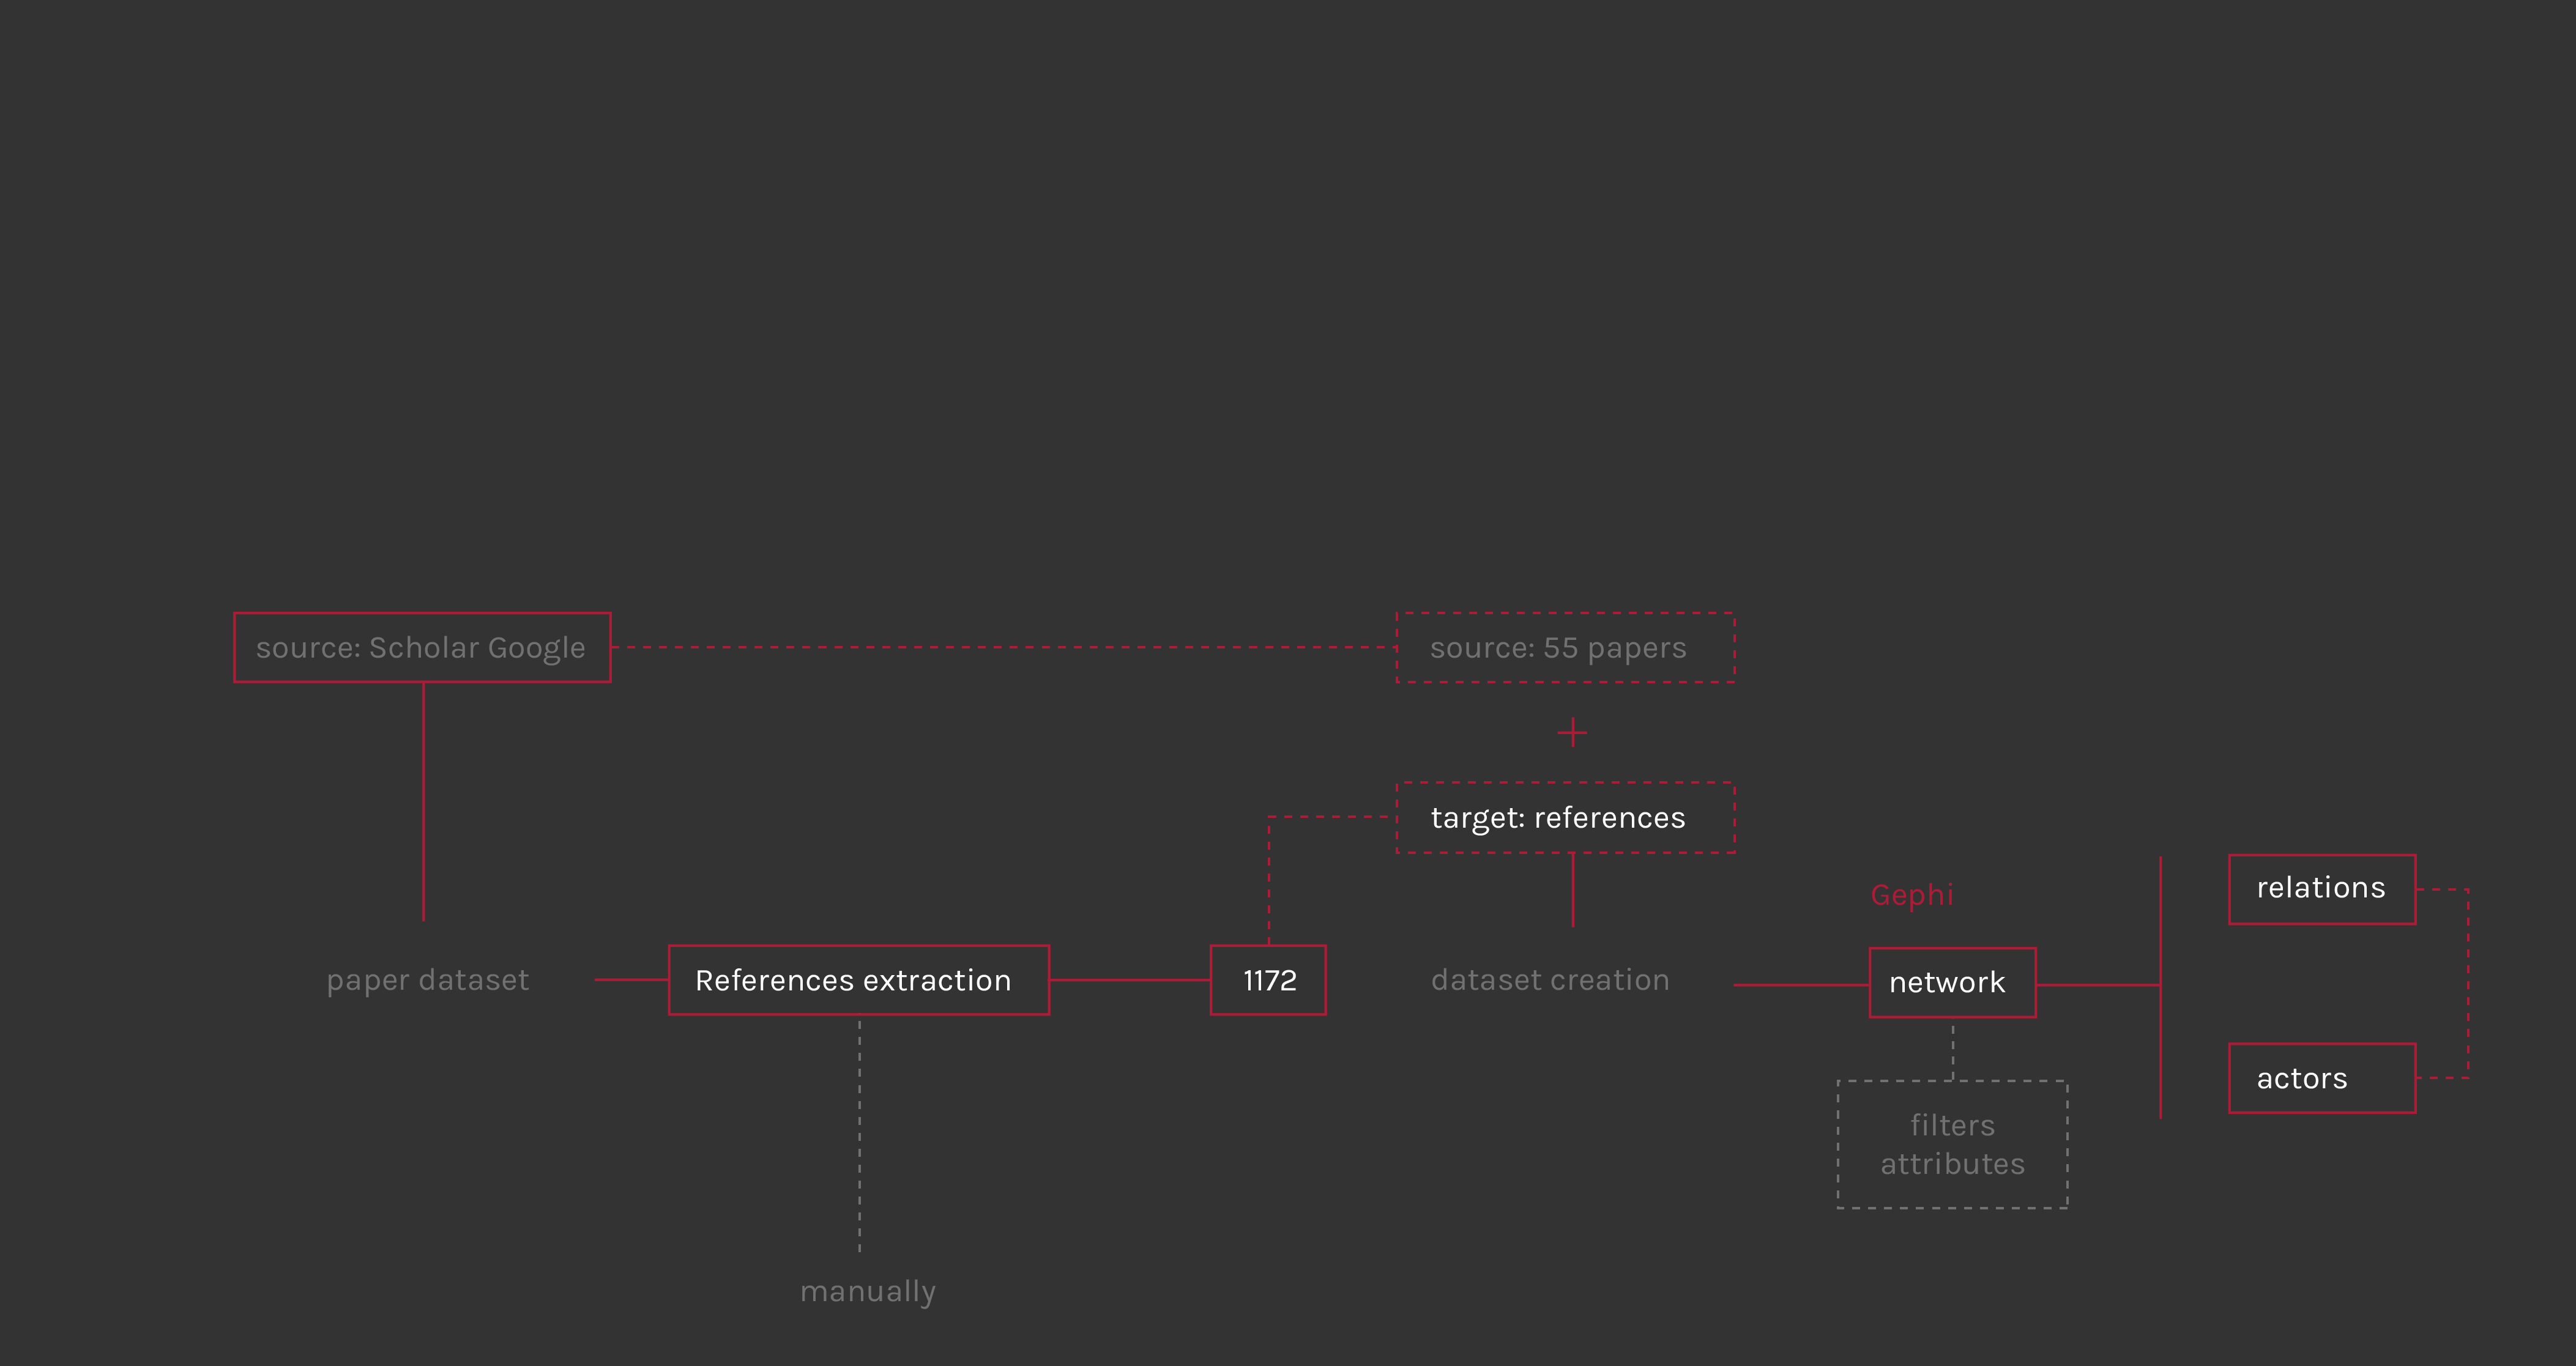 source: Scholar Google
source: 55 papers
+
target: references
Gephi
relations
paper dataset
References extraction
1172
dataset creation
network
actors
filters
attributes
manually